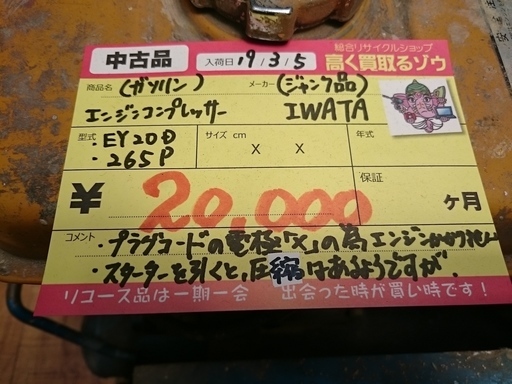 中古品
入荷日 19/3/5
総合リサイクルショップ
高く買取るゾウ
商品名 (ガソリン)
メーカー (ジャンク品)
エンジンコンプレッサー IWATA
型式 ・EY20D
・265P
サイズ cm
X X
年式
¥ 20,000
保証
ヶ月
コメント ・プラグコードの電極「×」の為エンジンかかりません
・スターターを引くと、圧縮はあるようですが、
リユース品は一期一会 出会った時が買い時です!